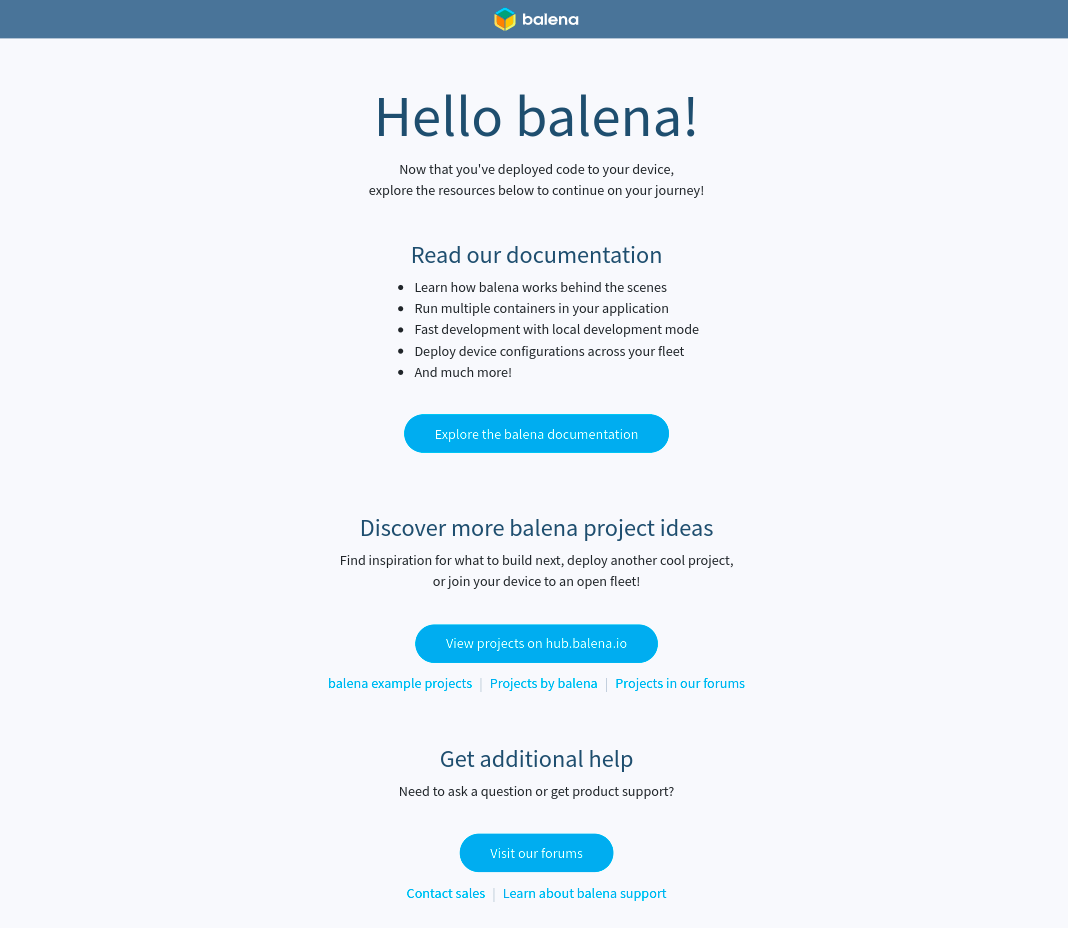 balena
Hello balena!
Now that you've deployed code to your device,
explore the resources below to continue on your journey!
Read our documentation
Learn how balena works behind the scenes
Run multiple containers in your application
Fast development with local development mode
Deploy device configurations across your fleet
And much more!
Explore the balena documentation
Discover more balena project ideas
Find inspiration for what to build next, deploy another cool project,
or join your device to an open fleet!
View projects on hub.balena.io
balena example projects | Projects by balena | Projects in our forums
Get additional help
Need to ask a question or get product support?
Visit our forums
Contact sales | Learn about balena support